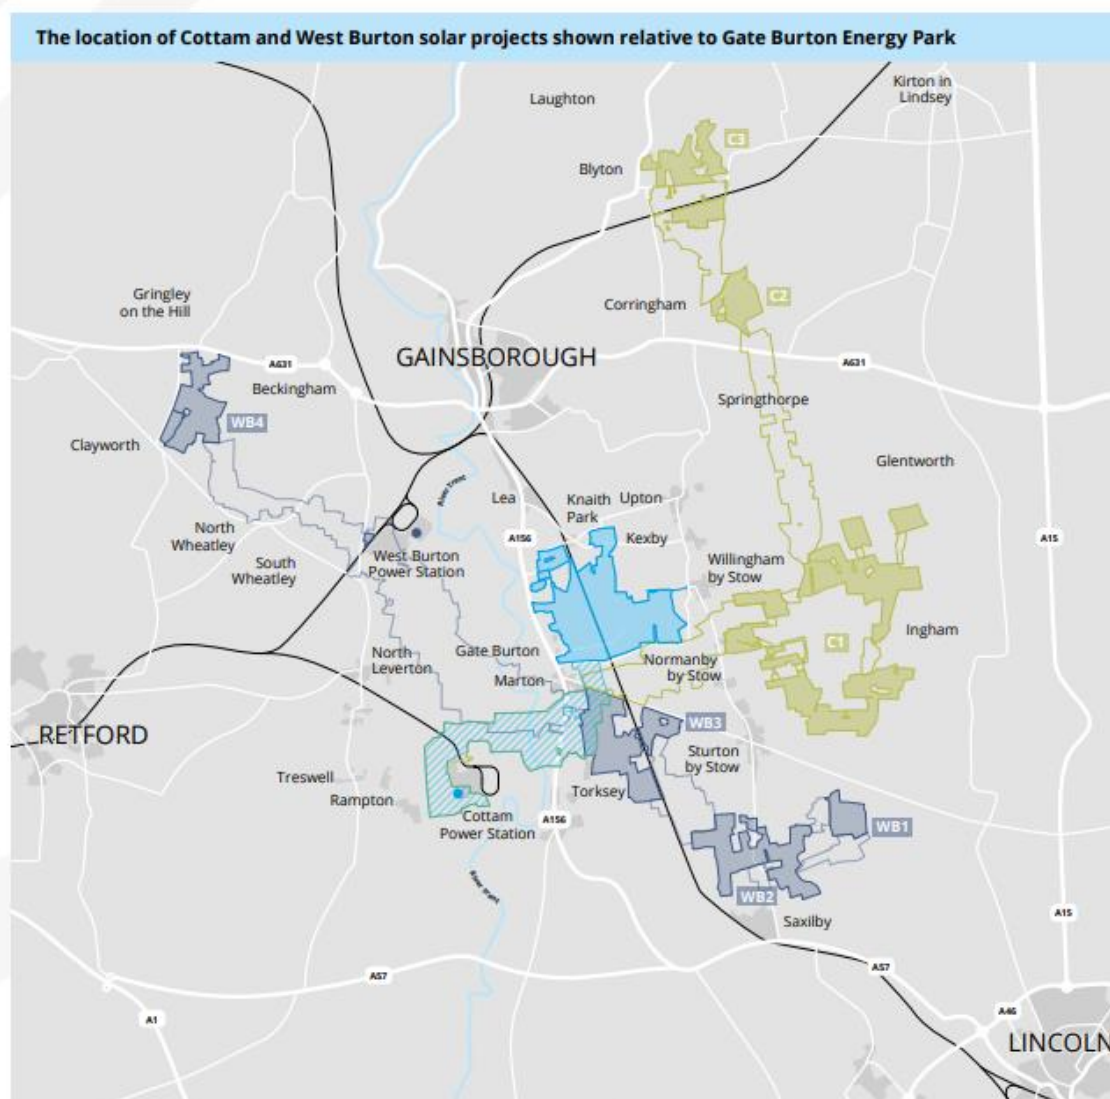 The location of Cottam and West Burton solar projects shown relative to Gate Burton Energy Park
Kirton in
Lindsey
Laughton
C3
Blyton
Gringley
on the Hill
C2
Corringham
GAINSBOROUGH
A631
A631
Beckingham
Springthorpe
WB4
Clayworth
Glentworth
River Trent
Lea
Knaith
Park
Upton
North
Wheatley
A156
Kexby
A15
South
Wheatley
West Burton
Power Station
Willingham
by Stow
Ingham
C1
North
Leverton
Gate Burton
Normanby
by Stow
Marton
RETFORD
WB3
Sturton
by Stow
Treswell
Rampton
Torksey
Cottam
Power Station
A156
WB1
River Trent
WB2
Saxilby
A15
A57
A57
A1
A46
LINCOLN